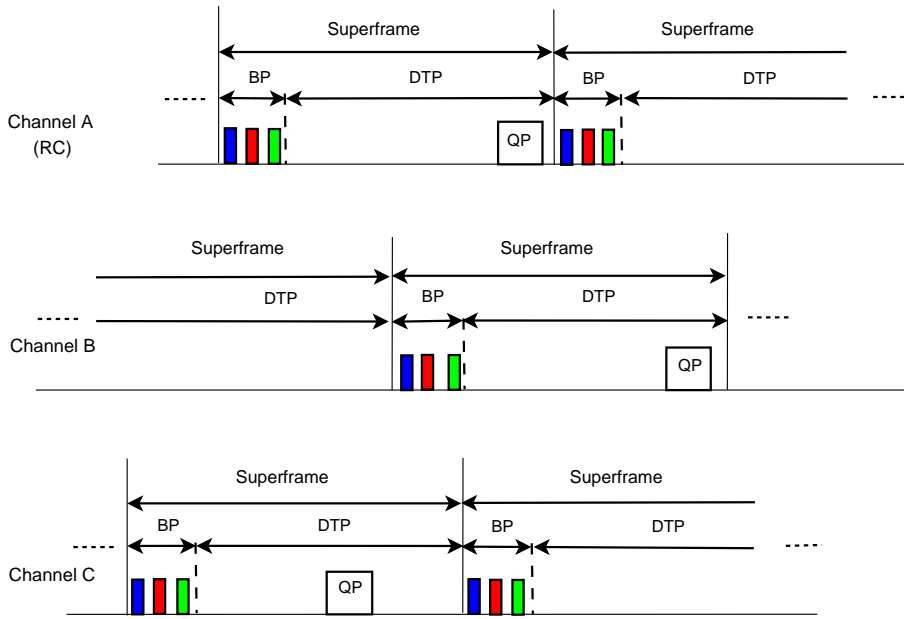 Superframe Superframe
BP DTP BP DTP
Channel A
(RC)
QP
Superframe Superframe
DTP BP DTP
Channel B
QP
Superframe Superframe
BP DTP BP DTP
Channel C
QP